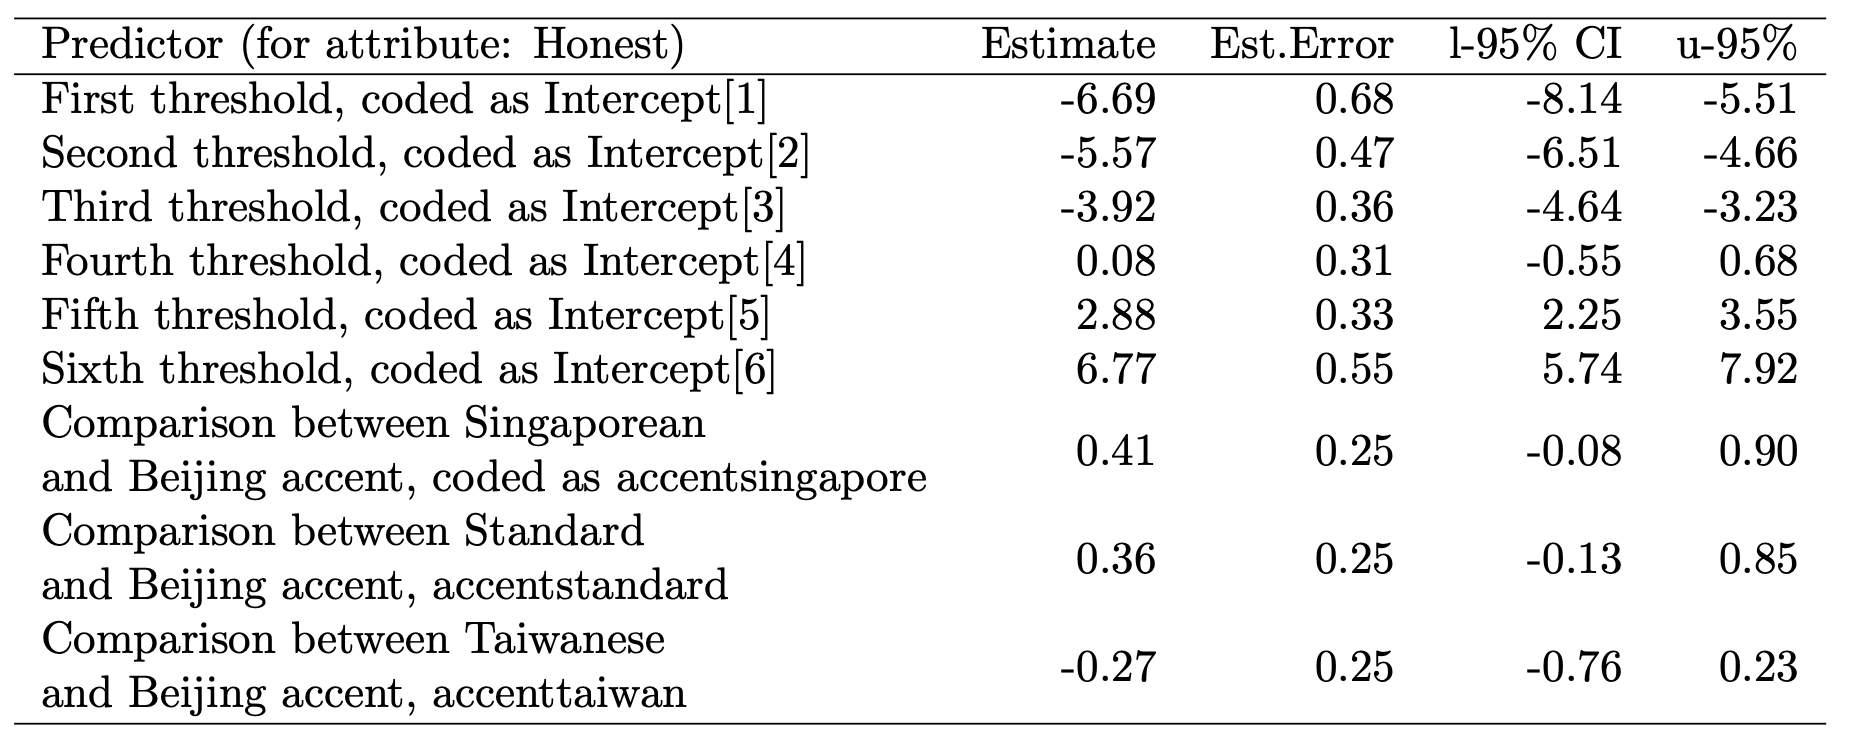 Predictor (for attribute: Honest) Estimate Est.Error l-95% CI u-95%
First threshold, coded as Intercept[1] -6.69 0.68 -8.14 -5.51
Second threshold, coded as Intercept[2] -5.57 0.47 -6.51 -4.66
Third threshold, coded as Intercept[3] -3.92 0.36 -4.64 -3.23
Fourth threshold, coded as Intercept[4] 0.08 0.31 -0.55 0.68
Fifth threshold, coded as Intercept[5] 2.88 0.33 2.25 3.55
Sixth threshold, coded as Intercept[6] 6.77 0.55 5.74 7.92
Comparison between Singaporean
and Beijing accent, coded as accentsingapore 0.41 0.25 -0.08 0.90
Comparison between Standard
and Beijing accent, accentstandard 0.36 0.25 -0.13 0.85
Comparison between Taiwanese
and Beijing accent, accenttaiwan -0.27 0.25 -0.76 0.23